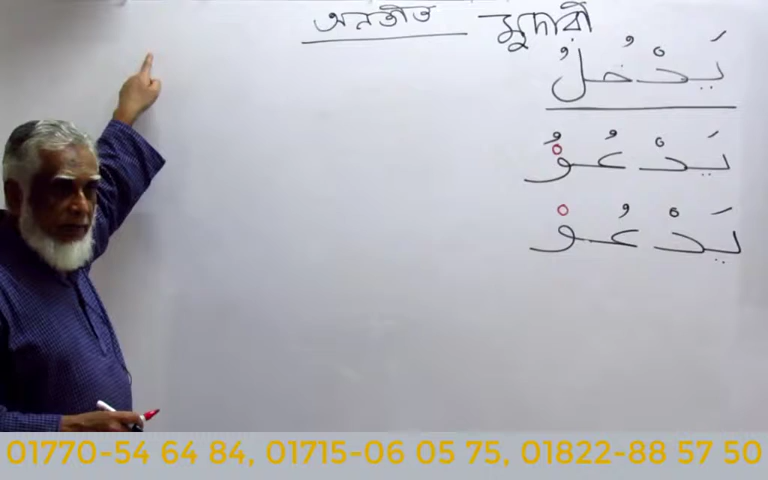 অনতীত মুদারী
يَدْخُلُ
يَدْعُوُ
يَدْعُوْ
01770-54 64 84, 01715-06 05 75, 01822-88 57 50